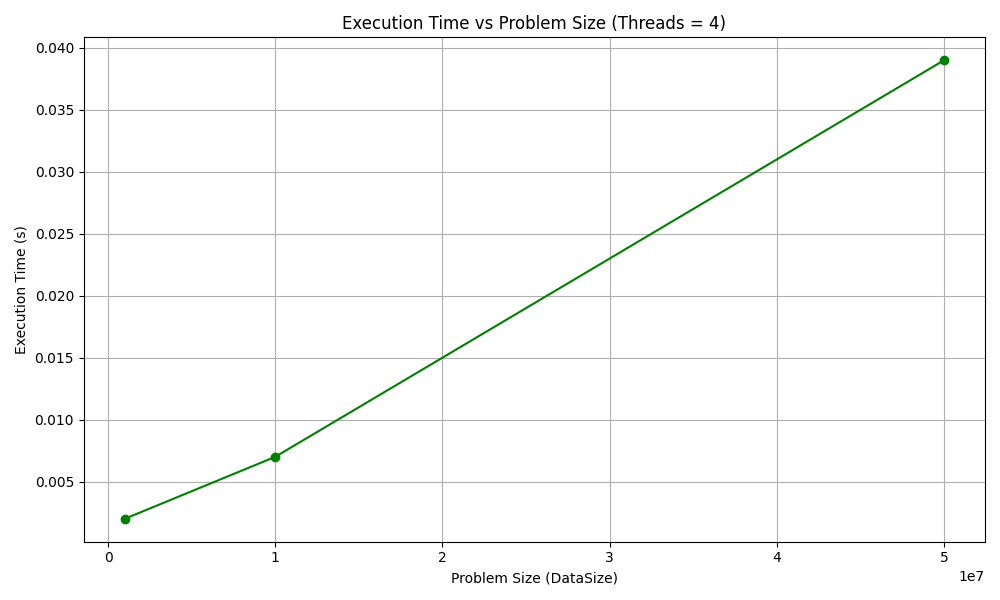 Execution Time vs Problem Size (Threads = 4)
Execution Time (s)
0.040
0.035
0.030
0.025
0.020
0.015
0.010
0.005
0 1 2 3 4 5
1e7
Problem Size (DataSize)